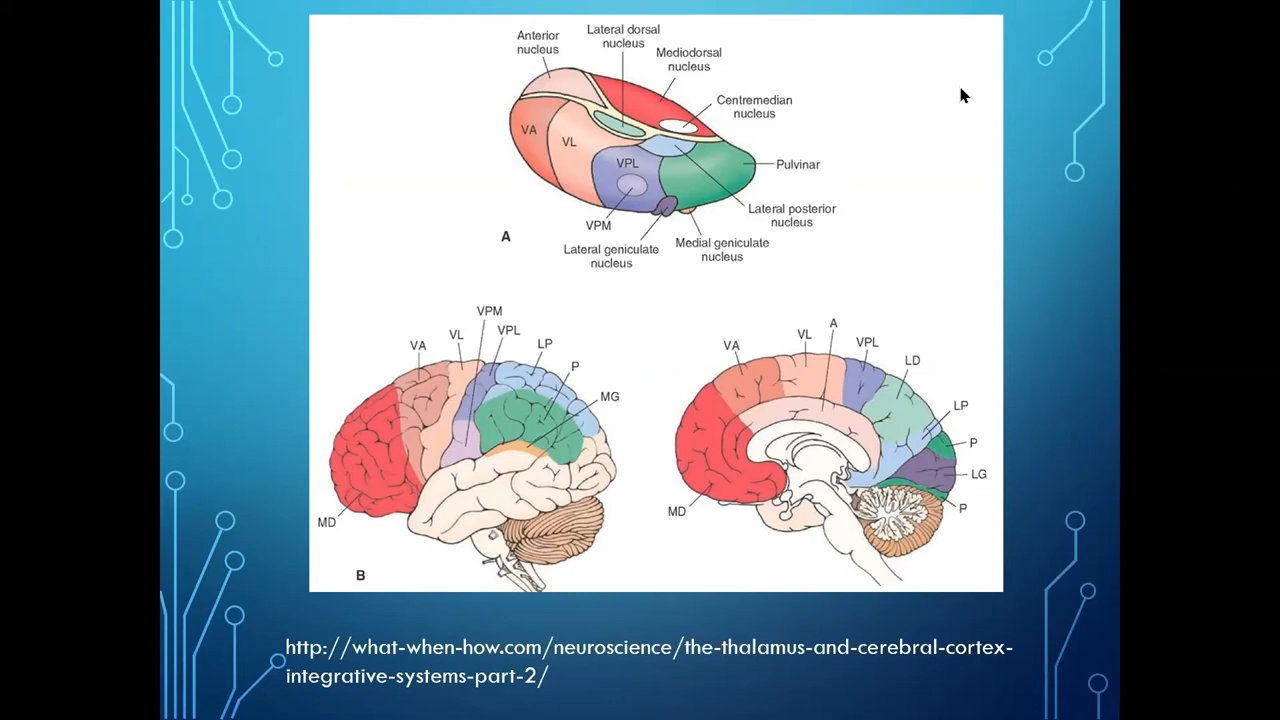 Anterior
nucleus
Lateral dorsal
nucleus
Mediodorsal
nucleus
Centremedian
nucleus
VA
VL
VPL
Pulvinar
VPM
Lateral posterior
nucleus
Lateral geniculate
nucleus
Medial geniculate
nucleus
A
VPM
VL
VPL
VA
LP
P
MG
MD
B
A
VL
VA
VPL
LD
LP
P
LG
P
MD
http://what-when-how.com/neuroscience/the-thalamus-and-cerebral-cortex-
integrative-systems-part-2/